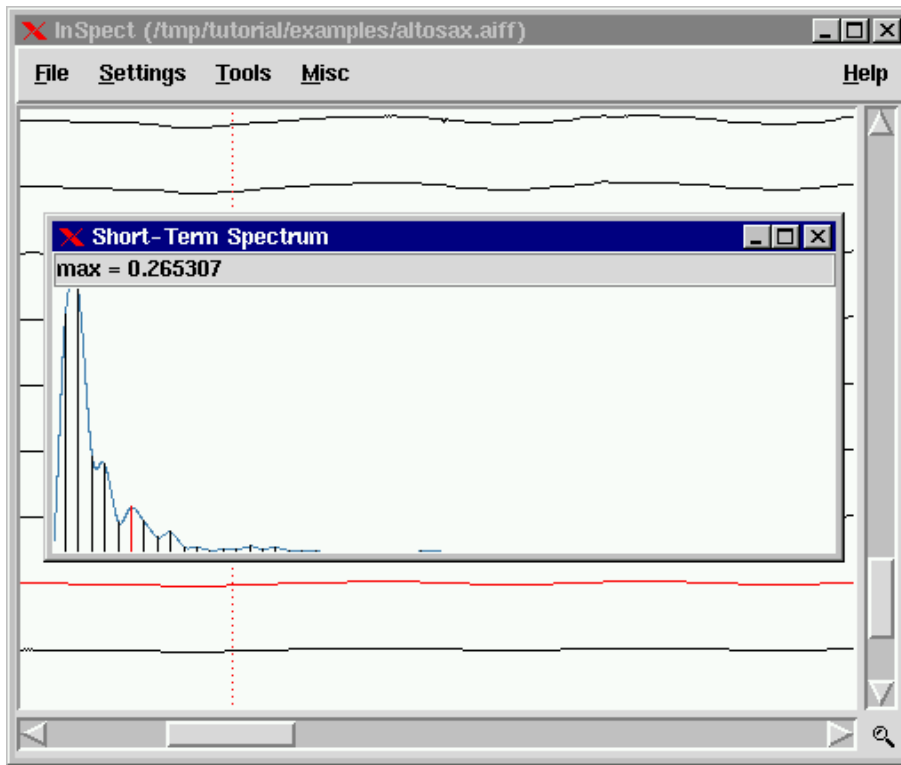 InSpect (/tmp/tutorial/examples/altosax.aiff)
File Settings Tools Misc Help
Short-Term Spectrum
max = 0.265307